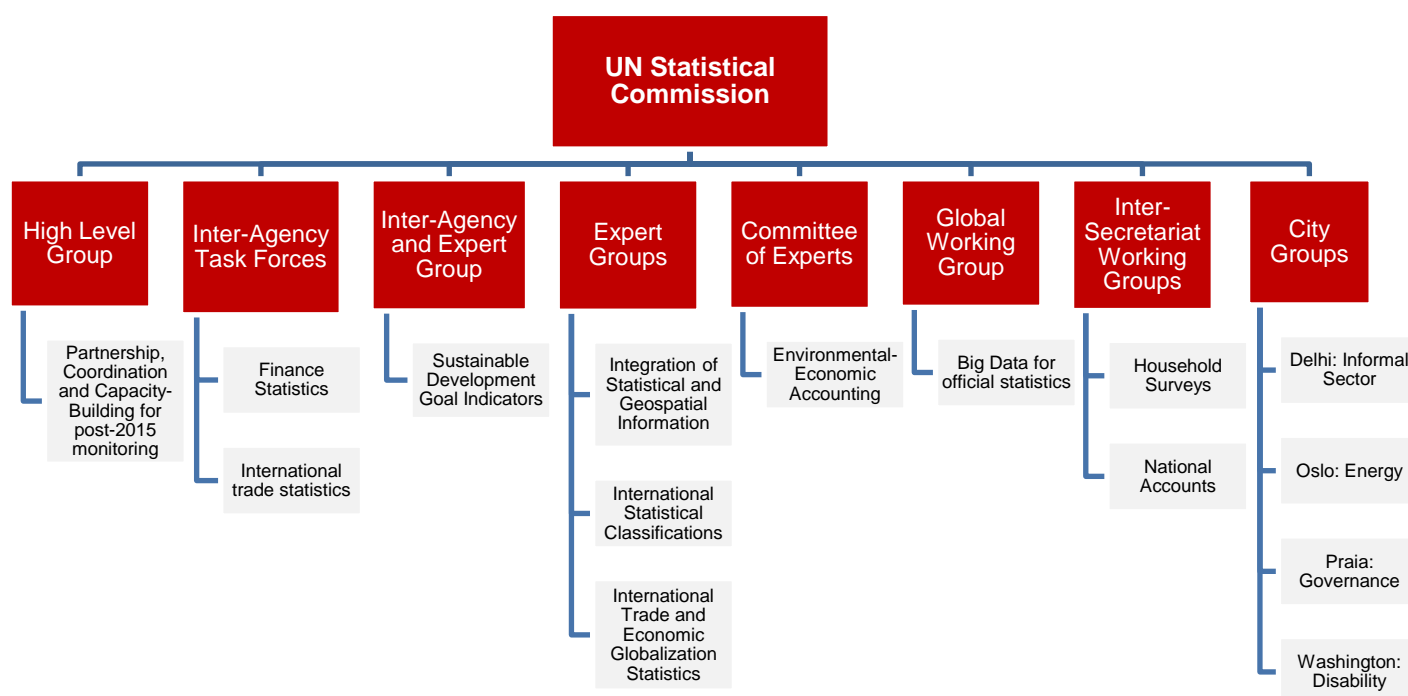 UN Statistical
Commission
High Level
Group
Inter-Agency
Task Forces
Inter-Agency
and Expert
Group
Expert
Groups
Committee
of Experts
Global
Working
Group
Inter-
Secretariat
Working
Groups
City
Groups
Partnership,
Coordination
and Capacity-
Building for
post-2015
monitoring
Finance
Statistics
International
trade statistics
Sustainable
Development
Goal Indicators
Integration of
Statistical and
Geospatial
Information
International
Statistical
Classifications
International
Trade and
Economic
Globalization
Statistics
Environmental-
Economic
Accounting
Big Data for
official statistics
Household
Surveys
National
Accounts
Delhi: Informal
Sector
Oslo: Energy
Praia:
Governance
Washington:
Disability